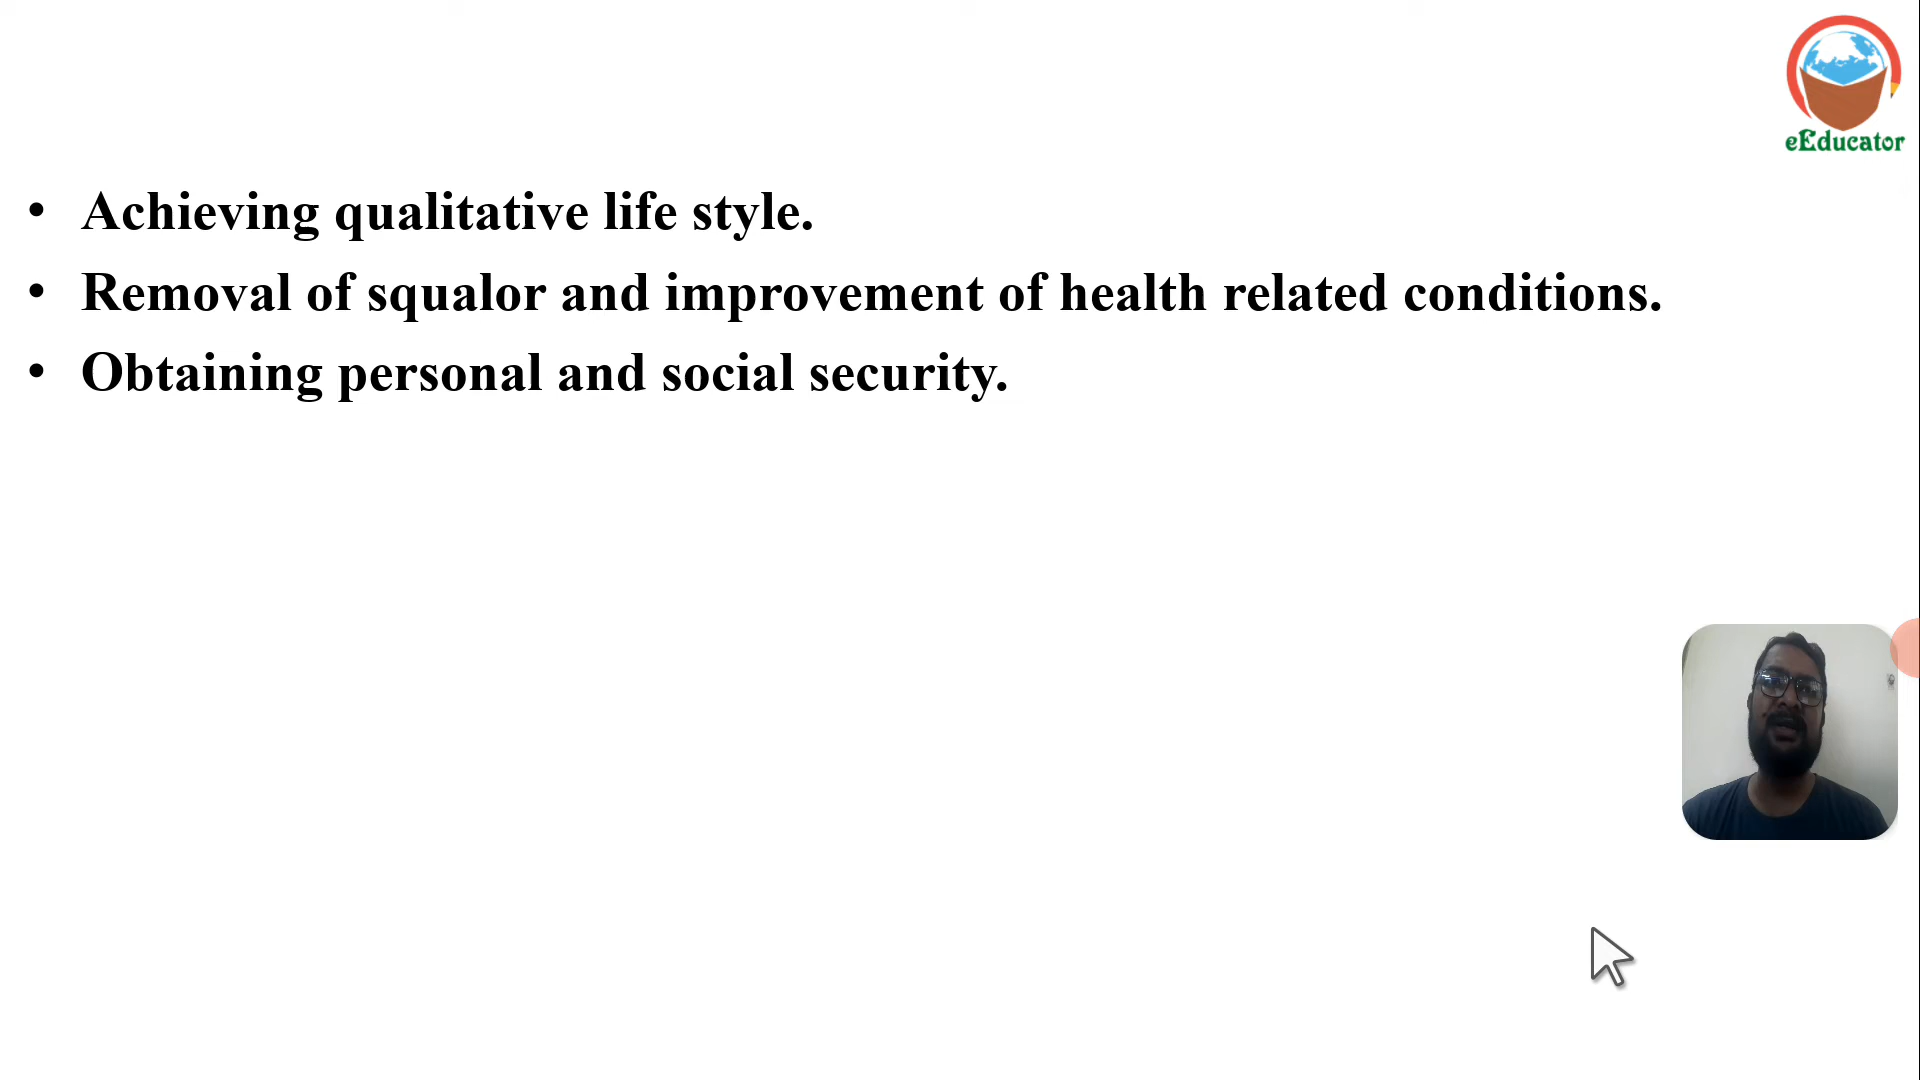 eEducator
• Achieving qualitative life style.
• Removal of squalor and improvement of health related conditions.
• Obtaining personal and social security.